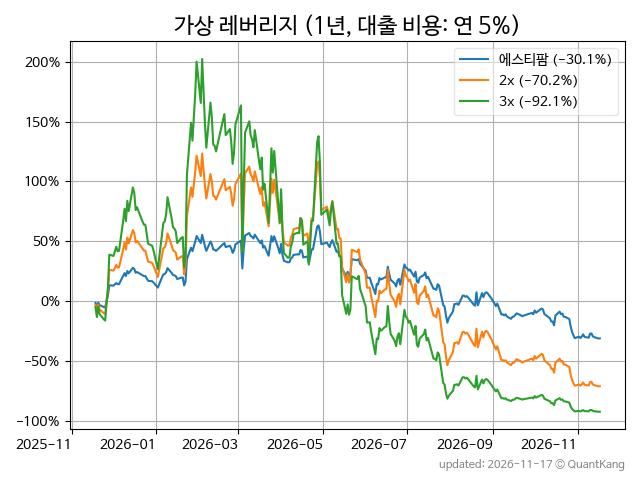 가상 레버리지 (1년, 대출 비용: 연 5%)
에스티팜 (-30.1%)
2x (-70.2%)
3x (-92.1%)
200%
150%
100%
50%
0%
-50%
-100%
2025-11 2026-01 2026-03 2026-05 2026-07 2026-09 2026-11
updated: 2026-11-17 © QuantKang